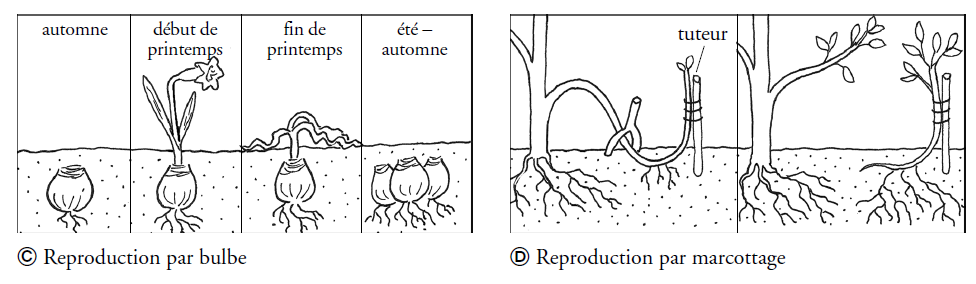 automne
début de
printemps
fin de
printemps
été –
automne
tuteur
Ⓒ Reproduction par bulbe
Ⓓ Reproduction par marcottage